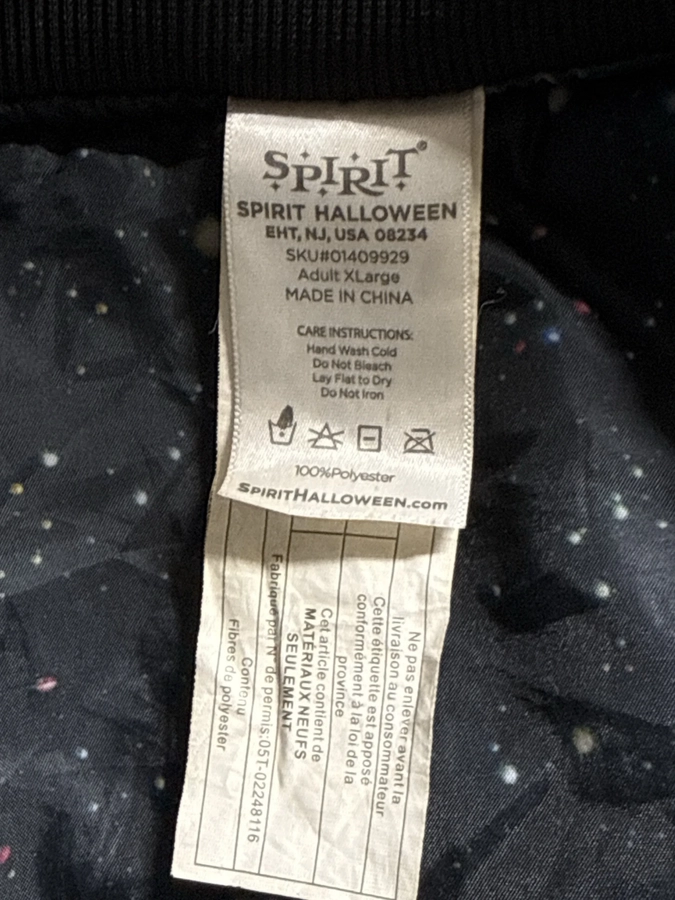 SPIRIT®
SPIRIT HALLOWEEN
EHT, NJ, USA 08234
SKU#01409929
Adult XLarge
MADE IN CHINA
CARE INSTRUCTIONS:
Hand Wash Cold
Do Not Bleach
Lay Flat to Dry
Do Not Iron
100%Polyester
SPIRITHALLOWEEN.com
Ne pas enlever avant la
livraison au consommateur
Cette étiquette est apposé
conformément à la loi de la
province
Cet article contient de
MATÉRIAUX NEUFS
SEULEMENT
Fabriqué par N° de permis:05T-02248116
Contenu
Fibres de polyester